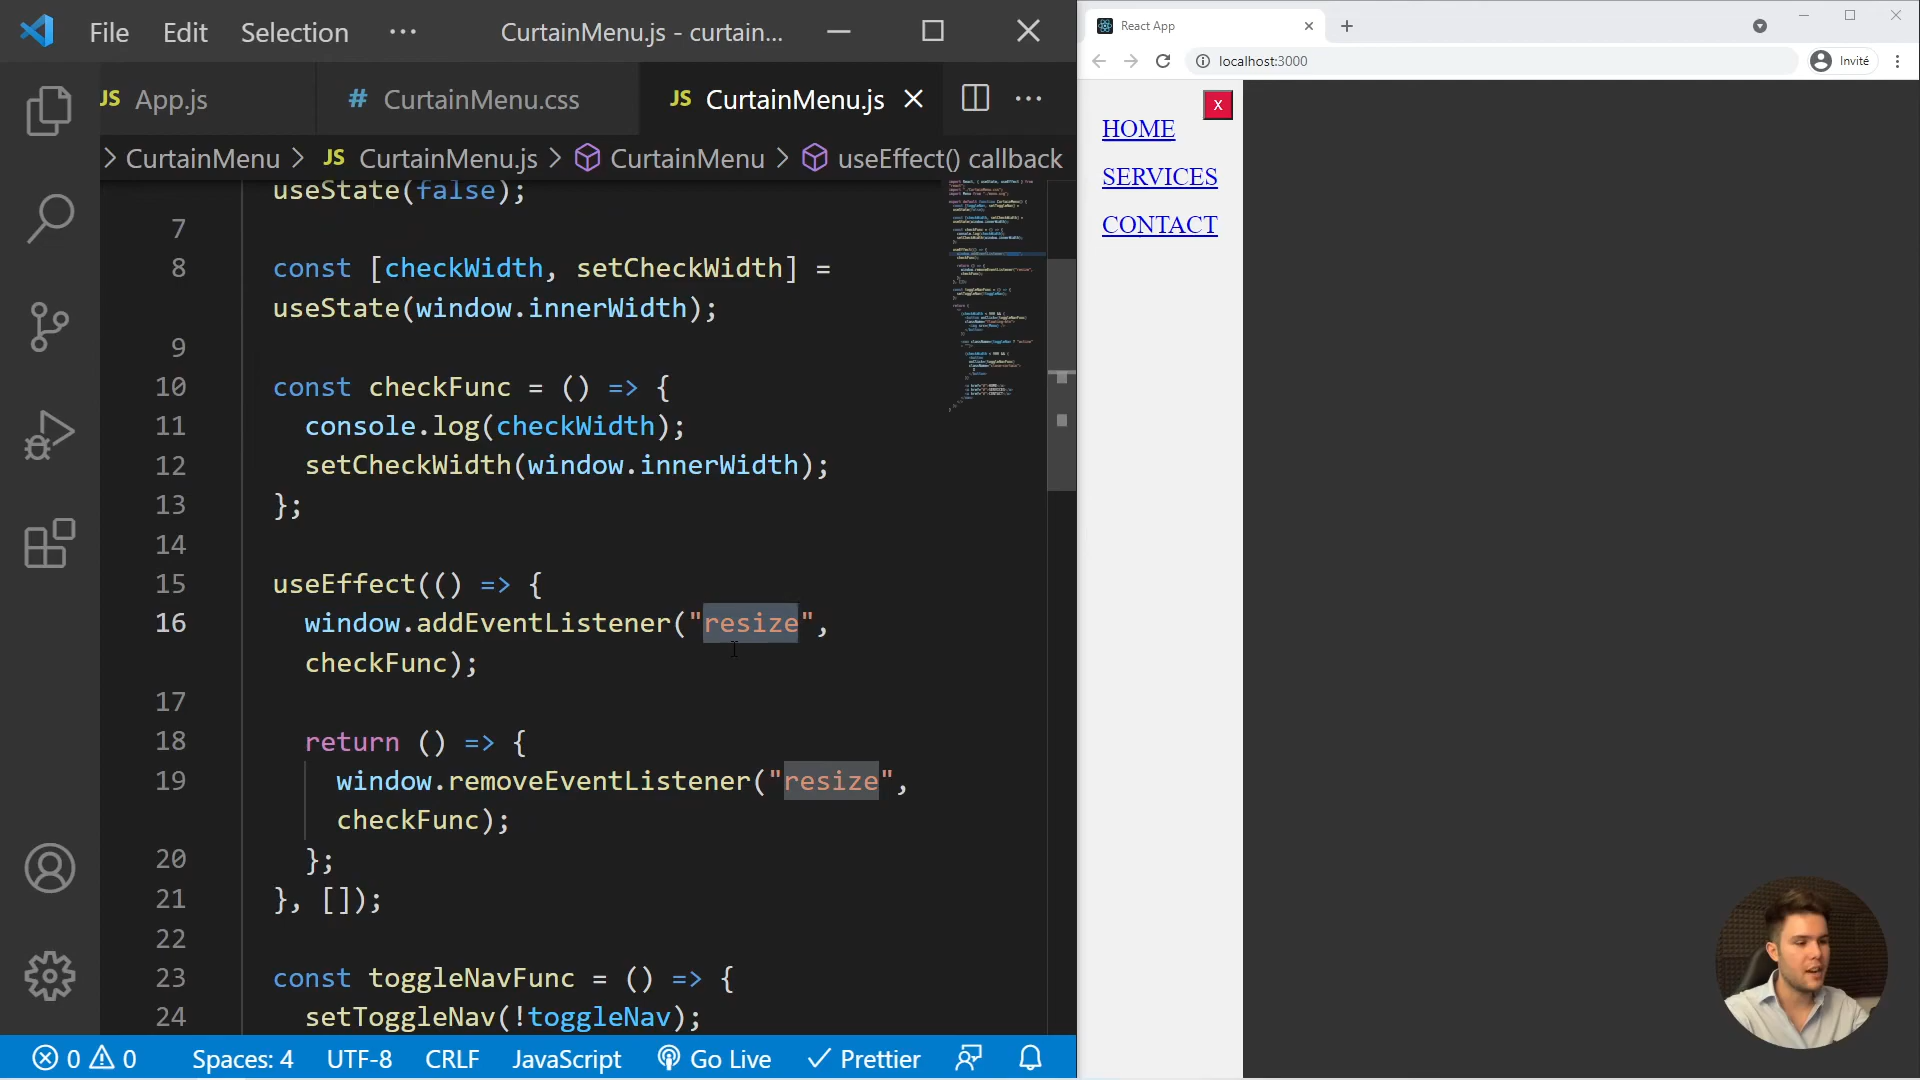 File Edit Selection ··· CurtainMenu.js - curtain...
JS App.js # CurtainMenu.css JS CurtainMenu.js
CurtainMenu > JS CurtainMenu.js > CurtainMenu > useEffect() callback
useState(false);
7
8 const [checkWidth, setCheckWidth] =
useState(window.innerWidth);
9
10 const checkFunc = () => {
11 console.log(checkWidth);
12 setCheckWidth(window.innerWidth);
13 };
14
15 useEffect(() => {
16 window.addEventListener("resize",
checkFunc);
17
18 return () => {
19 window.removeEventListener("resize",
checkFunc);
20 };
21 }, []);
22
23 const toggleNavFunc = () => {
24 setToggleNav(!toggleNav);
0 0 Spaces: 4 UTF-8 CRLF JavaScript Go Live Prettier
React App
localhost:3000 Invité
X
HOME
SERVICES
CONTACT